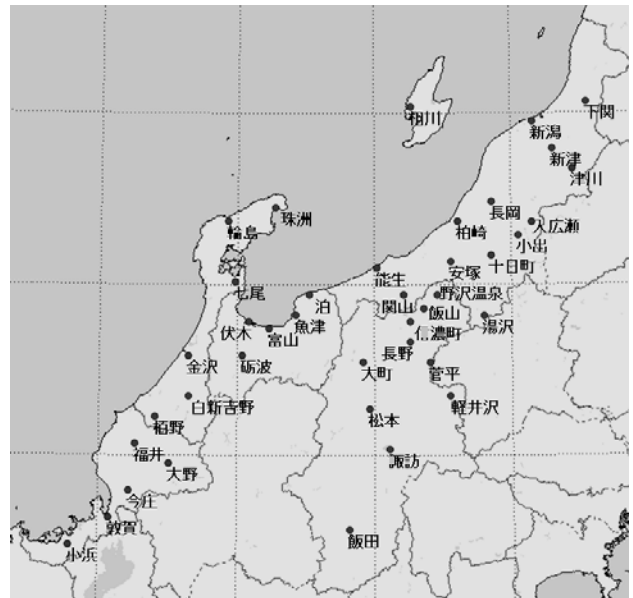 相川
下関
新潟
新津
津川
長岡
入広瀬
小出
柏崎
十日町
安塚
珠洲
輪島
七尾
能生
関山
野沢温泉
飯山
湯沢
泊
魚津
伏木
富山
信濃町
長野
金沢
砺波
大町
菅平
白新吉野
軽井沢
栢野
松本
福井
大野
諏訪
今庄
敦賀
小浜
飯田